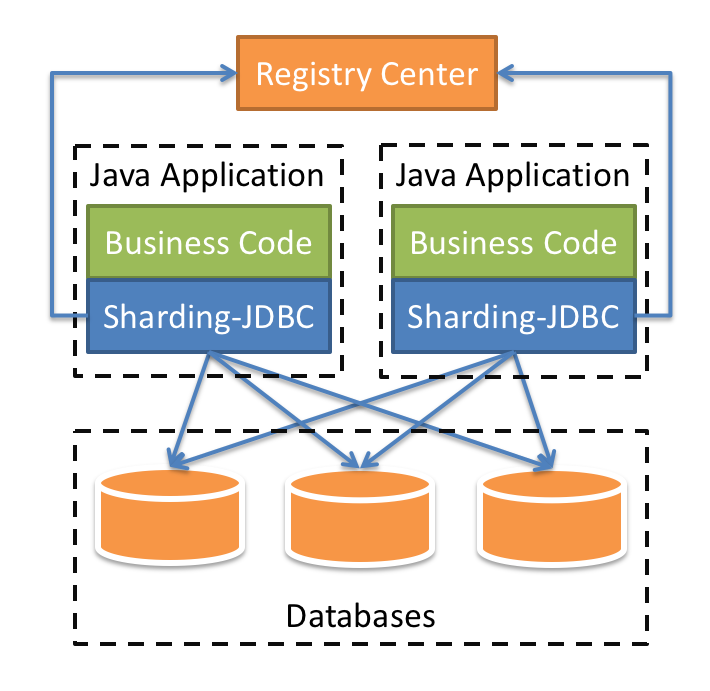 Registry Center
Java Application
Business Code
Sharding-JDBC
Java Application
Business Code
Sharding-JDBC
Databases